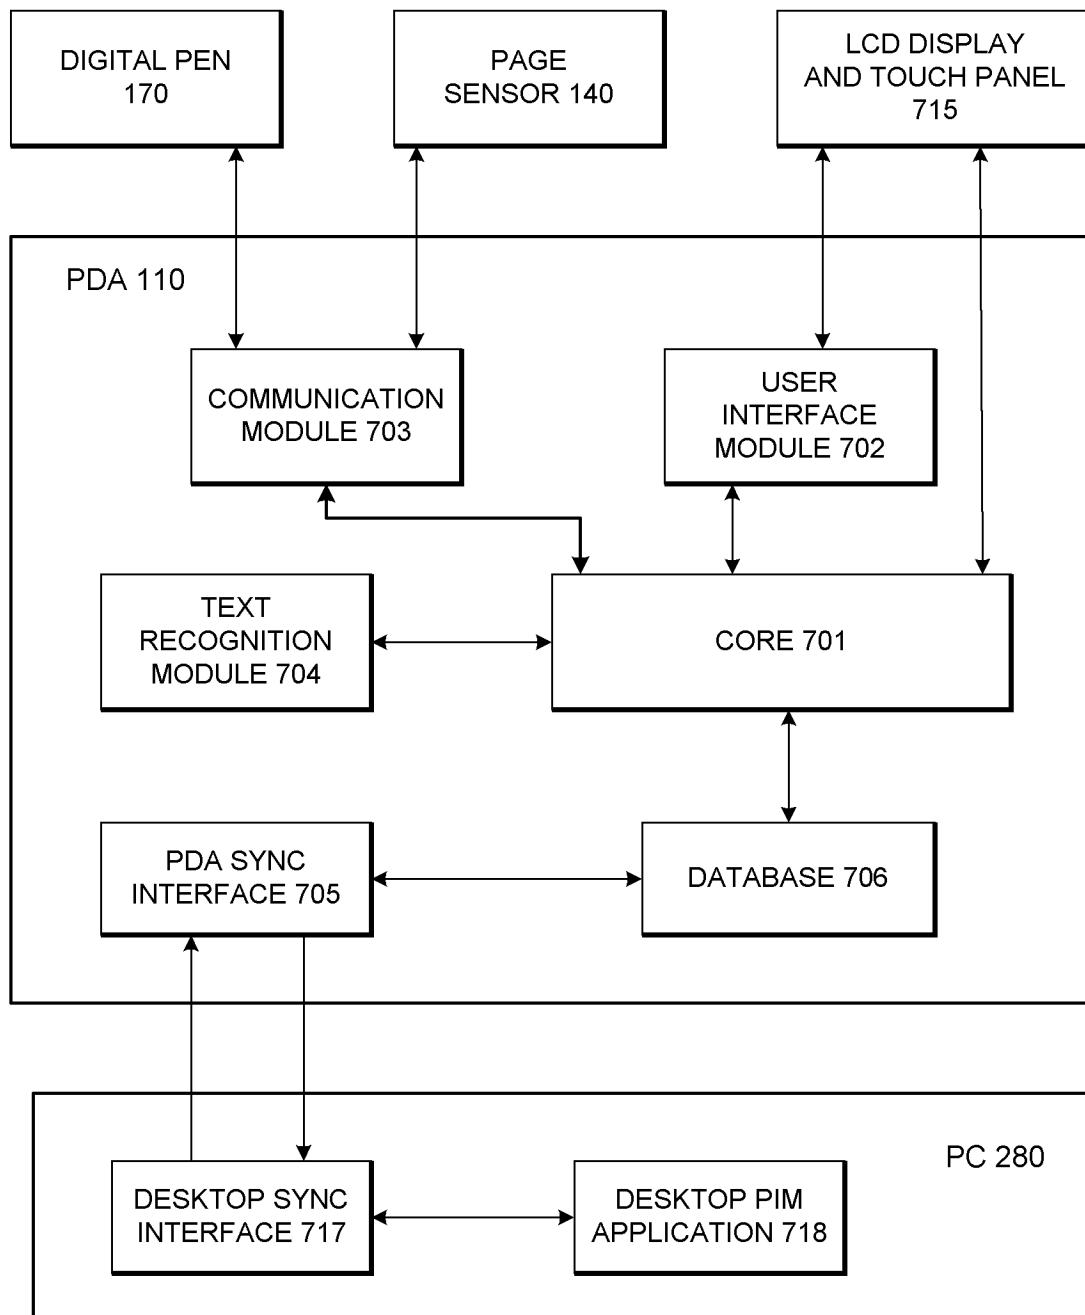 DIGITAL PEN
170
PAGE
SENSOR 140
LCD DISPLAY
AND TOUCH PANEL
715
PDA 110
COMMUNICATION
MODULE 703
USER
INTERFACE
MODULE 702
TEXT
RECOGNITION
MODULE 704
CORE 701
PDA SYNC
INTERFACE 705
DATABASE 706
PC 280
DESKTOP SYNC
INTERFACE 717
DESKTOP PIM
APPLICATION 718